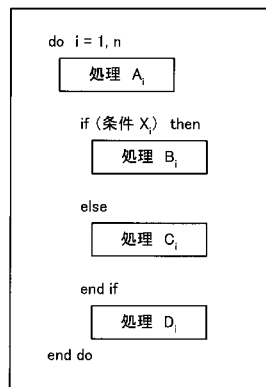 do i = 1, n
処理 Aᵢ
if (条件 Xᵢ) then
処理 Bᵢ
else
処理 Cᵢ
end if
処理 Dᵢ
end do